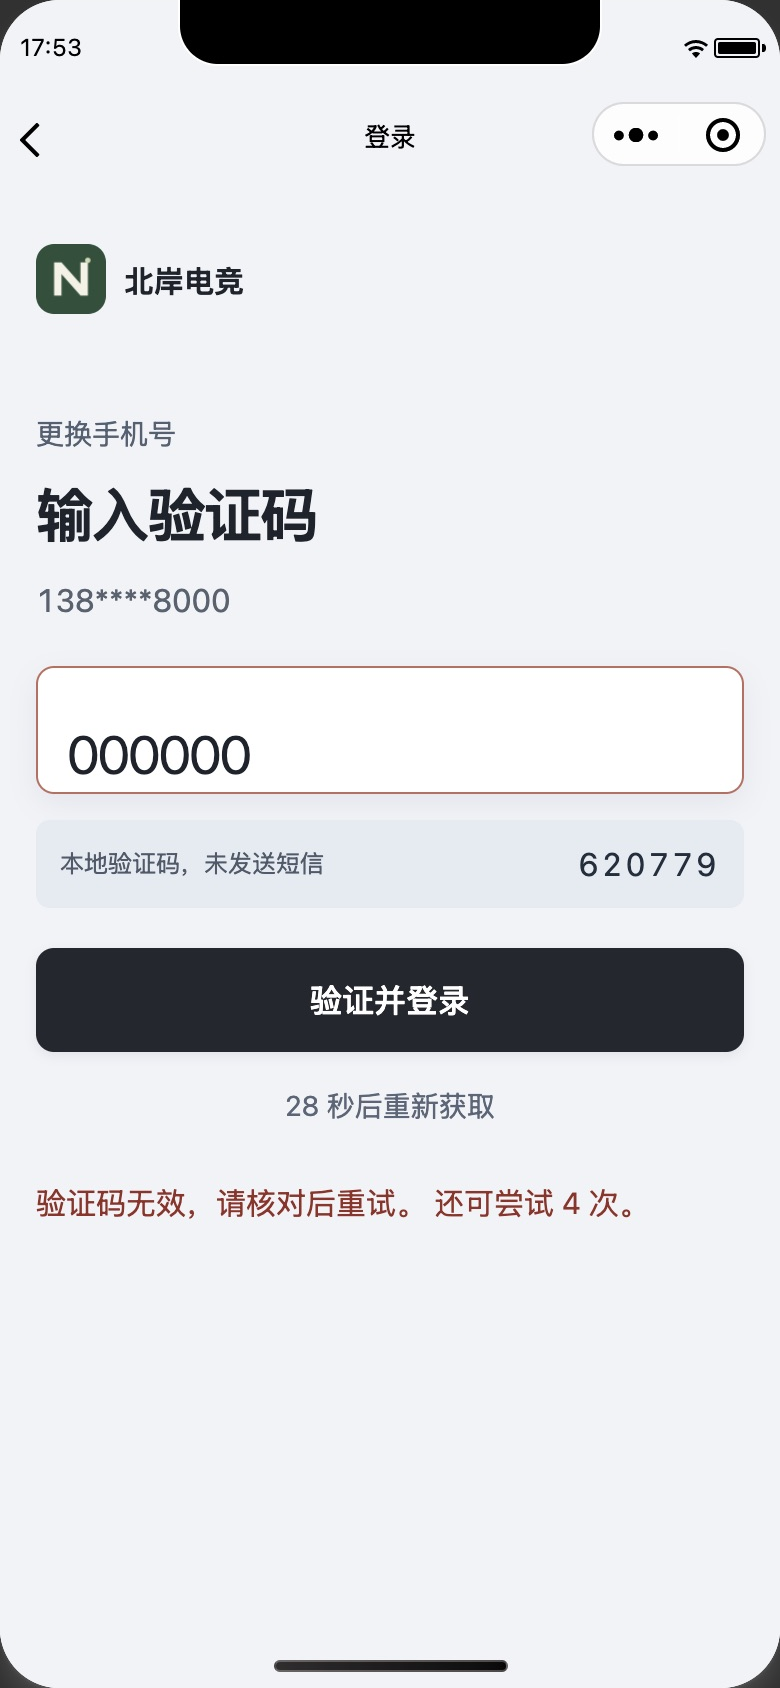 17:53
登录
N
北岸电竞
更换手机号
输入验证码
138****8000
000000
本地验证码，未发送短信 620779
验证并登录
28 秒后重新获取
验证码无效，请核对后重试。 还可尝试 4 次。